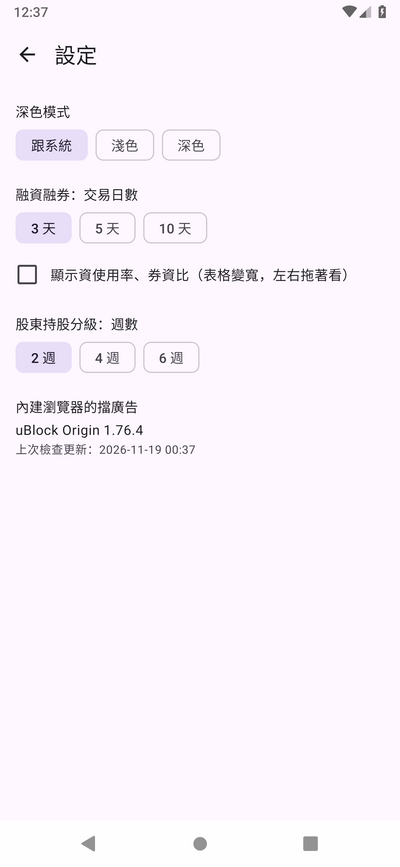 12:37
設定
深色模式
跟系統 淺色 深色
融資融券：交易日數
3 天 5 天 10 天
顯示資使用率、券資比（表格變寬，左右拖著看）
股東持股分級：週數
2 週 4 週 6 週
內建瀏覽器的擋廣告
uBlock Origin 1.76.4
上次檢查更新：2026-11-19 00:37